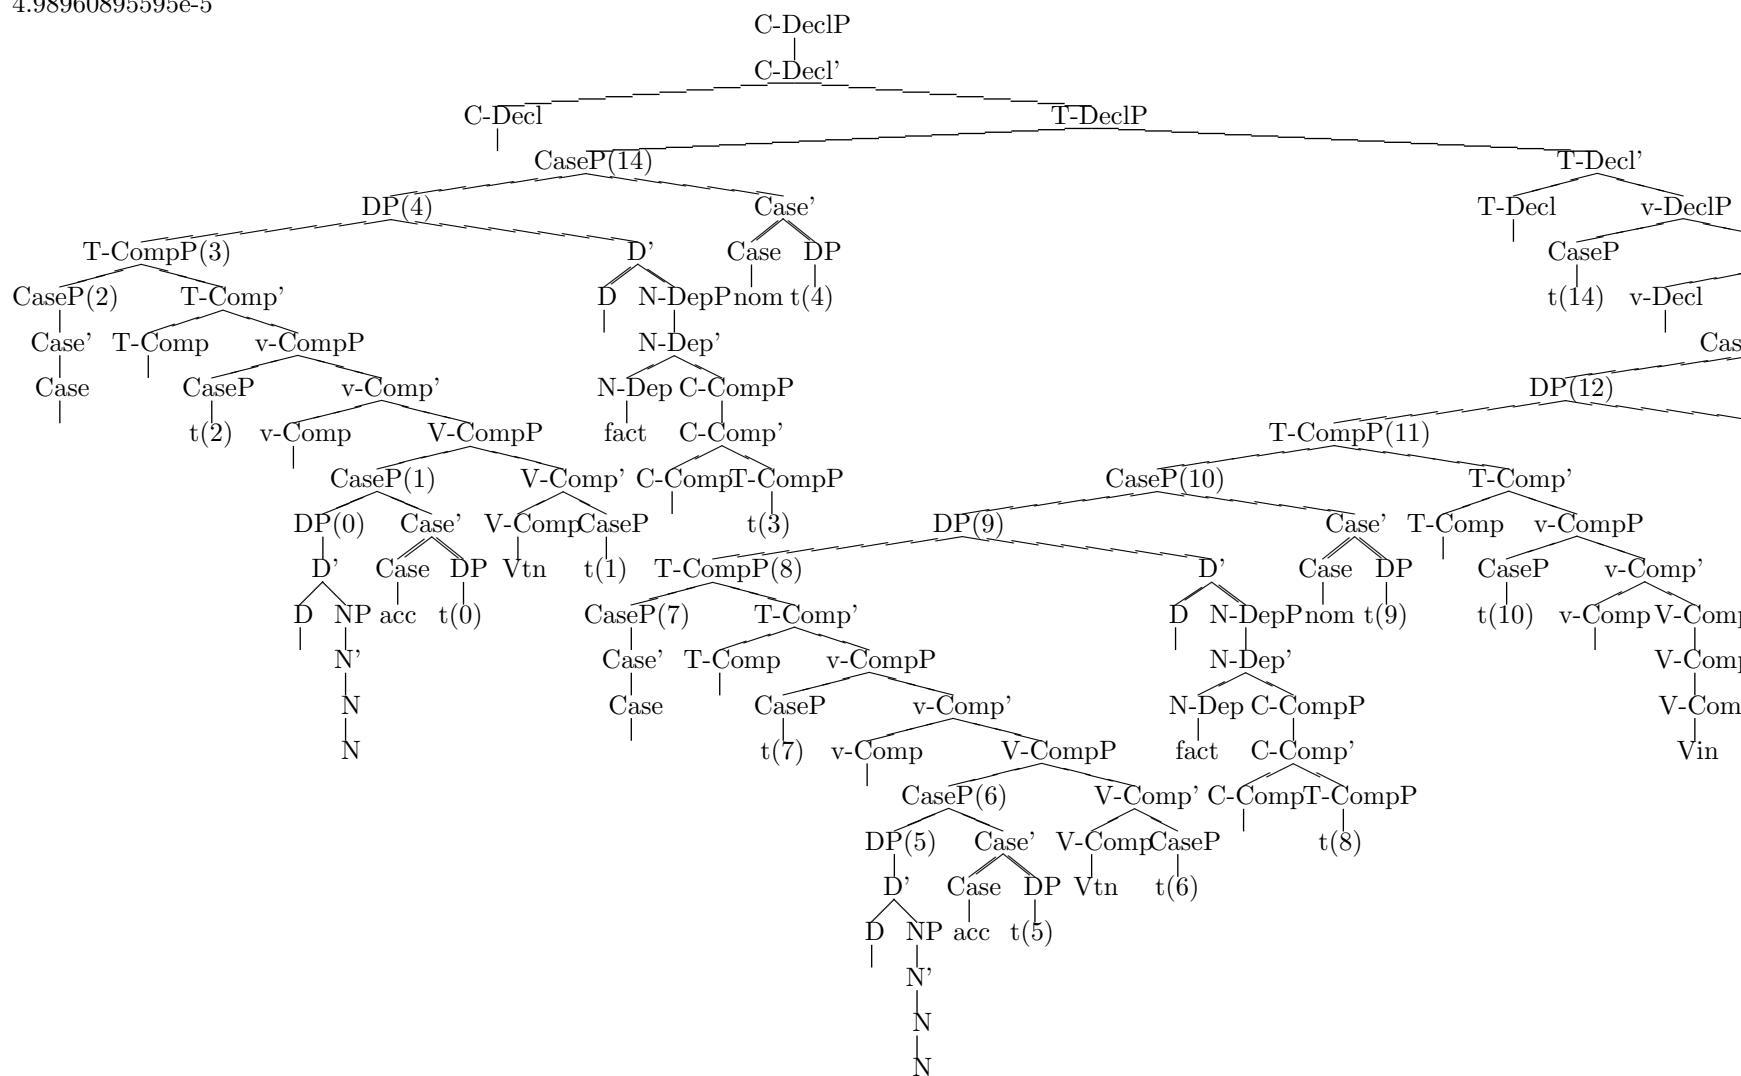 4.98960895595e-5
C-DeclP
C-Decl’
C-Decl T-DeclP
CaseP(14) T-Decl’
DP(4) Case’ T-Decl v-DeclP
T-CompP(3) D’ Case DP CaseP
CaseP(2) T-Comp’ D N-DepP nom t(4) t(14) v-Decl
Case’ T-Comp v-CompP N-Dep’ Cas
Case CaseP v-Comp’ N-Dep C-CompP DP(12)
t(2) v-Comp V-CompP fact C-Comp’ T-CompP(11)
CaseP(1) V-Comp’ C-Comp T-CompP CaseP(10) T-Comp’
DP(0) Case’ V-Comp CaseP t(3) DP(9) Case’ T-Comp v-CompP
D’ Case DP Vtn t(1) T-CompP(8) D’ Case DP CaseP v-Comp’
D NP acc t(0) CaseP(7) T-Comp’ D N-DepP nom t(9) t(10) v-Comp V-Comp
N’ Case’ T-Comp v-CompP N-Dep’ V-Comp
N Case CaseP v-Comp’ N-Dep C-CompP V-Com
N t(7) v-Comp V-CompP fact C-Comp’ Vin
CaseP(6) V-Comp’ C-Comp T-CompP
DP(5) Case’ V-Comp CaseP t(8)
D’ Case DP Vtn t(6)
D NP acc t(5)
N’
N
N